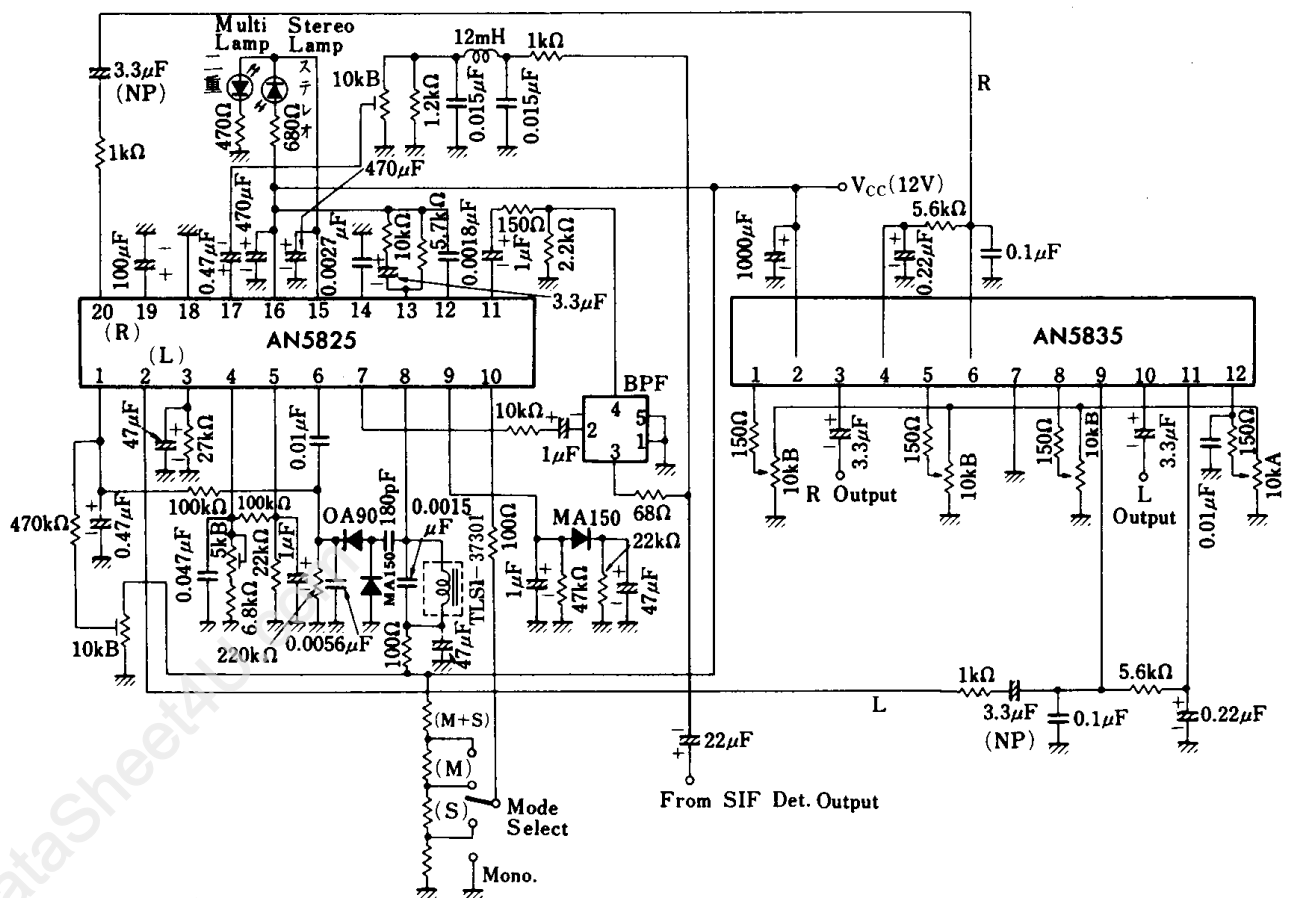 Multi Lamp
Stereo Lamp
二重
ステレオ
12mH
1kΩ
3.3μF
(NP)
10kB
1.2kΩ
0.015μF
0.015μF
R
470Ω
680Ω
1kΩ
470μF
VCC(12V)
470μF
100μF
0.47μF
0.0027μF
10kΩ
5.7kΩ
0.0018μF
150Ω
1μF
2.2kΩ
3.3μF
1000μF
0.22μF
5.6kΩ
0.1μF
20 19 18 17 16 15 14 13 12 11
(R)
(L)
AN5825
1 2 3 4 5 6 7 8 9 10
AN5835
1 2 3 4 5 6 7 8 9 10 11 12
BPF
4 5
2 1
3
10kΩ
1μF
68Ω
47μF
27kΩ
0.01μF
100kΩ
100kΩ
470kΩ
0.47μF
0.047μF
5kB
6.8kΩ
22kΩ
1μF
OA90
MA150
180pF
0.0015μF
TLS1-37301
100Ω
MA150
22kΩ
1μF
47kΩ
47μF
220kΩ
0.0056μF
100Ω
47μF
10kB
150Ω
10kB
3.3μF
R Output
150Ω
10kB
150Ω
10kB
3.3μF
L Output
0.01μF
150Ω
10kA
L
1kΩ
3.3μF
(NP)
0.1μF
5.6kΩ
0.22μF
(M+S)
(M)
(S)
Mode Select
Mono.
22μF
From SIF Det. Output
ataSheet4U.com